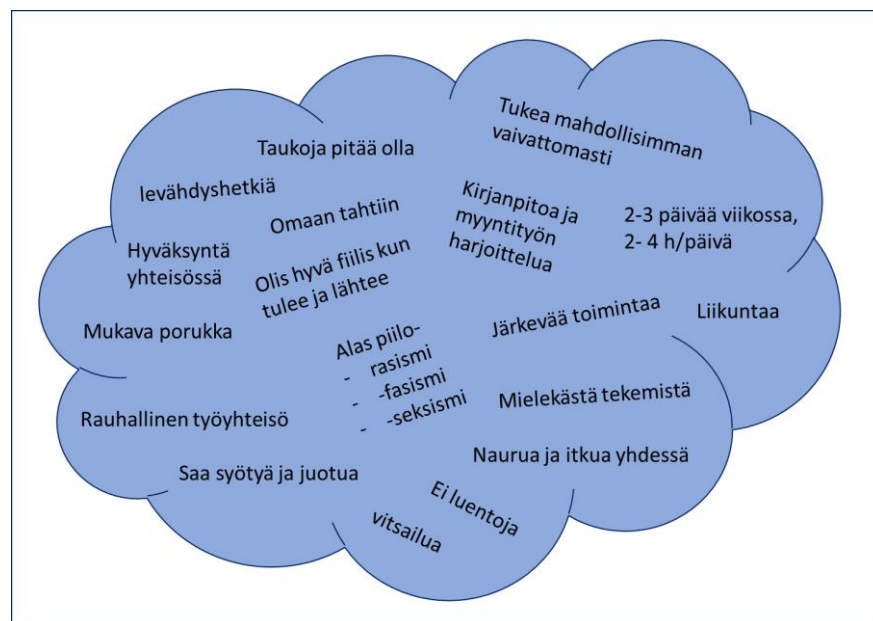 Tukea mahdollisimman
vaivattomasti
Taukoja pitää olla
levähdyshetkiä
Omaan tahtiin
Kirjanpitoa ja
myyntityön
harjoittelua
2-3 päivää viikossa,
2- 4 h/päivä
Hyväksyntä
yhteisössä
Olis hyvä fiilis kun
tulee ja lähtee
Mukava porukka
Alas piilo-
- rasismi
- -fasismi
- -seksismi
Järkevää toimintaa
Liikuntaa
Rauhallinen työyhteisö
Mielekästä tekemistä
Saa syötyä ja juotua
Naurua ja itkua yhdessä
Ei luentoja
vitsailua